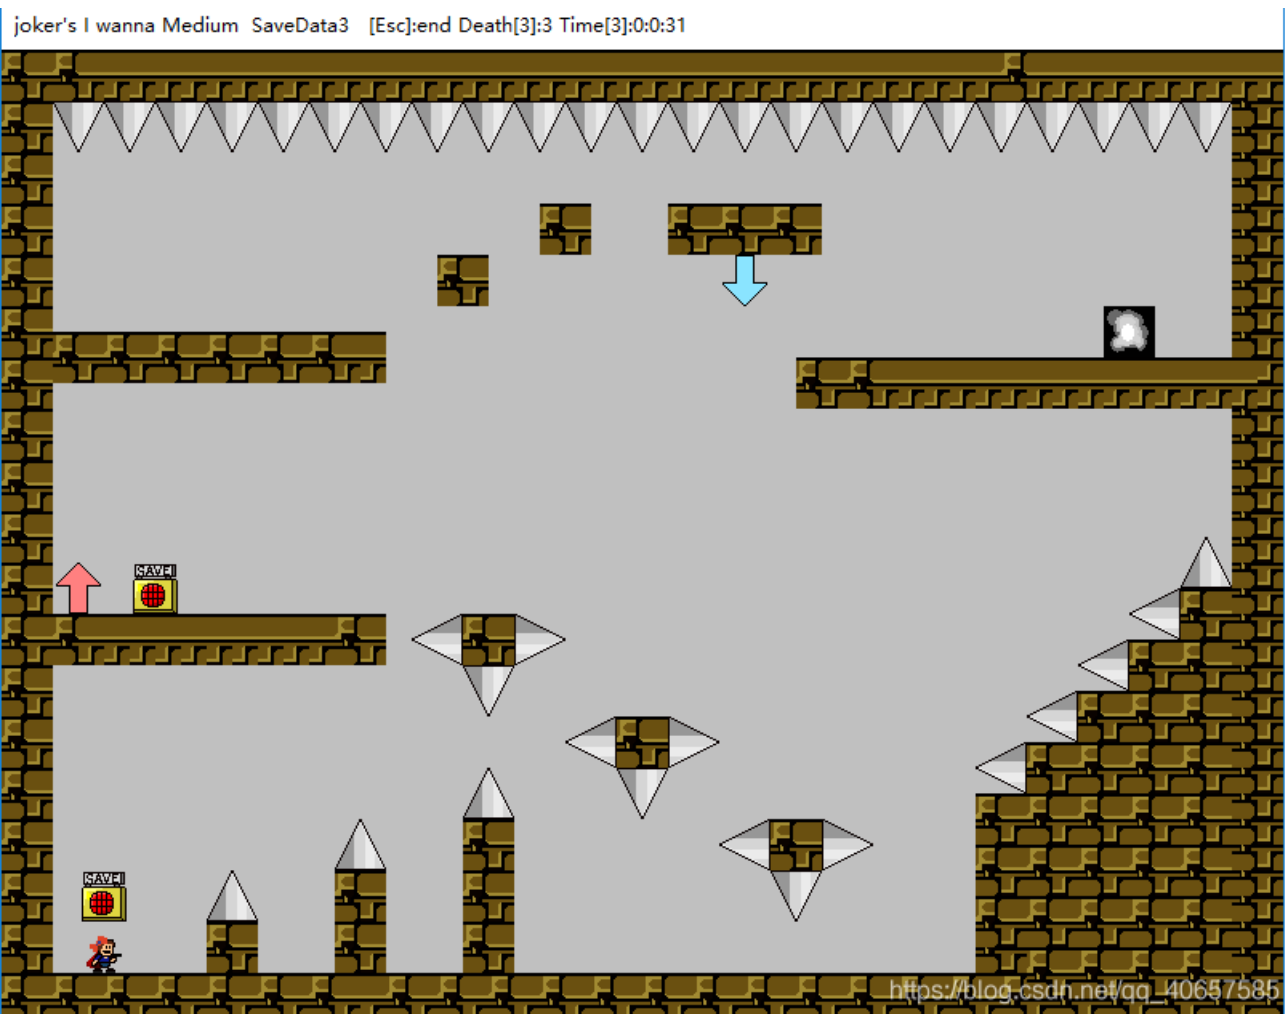 joker's I wanna Medium SaveData3 [Esc]:end Death[3]:3 Time[3]:0:0:31
SAVE!
SAVE!
https://blog.csdn.net/qq_40657585